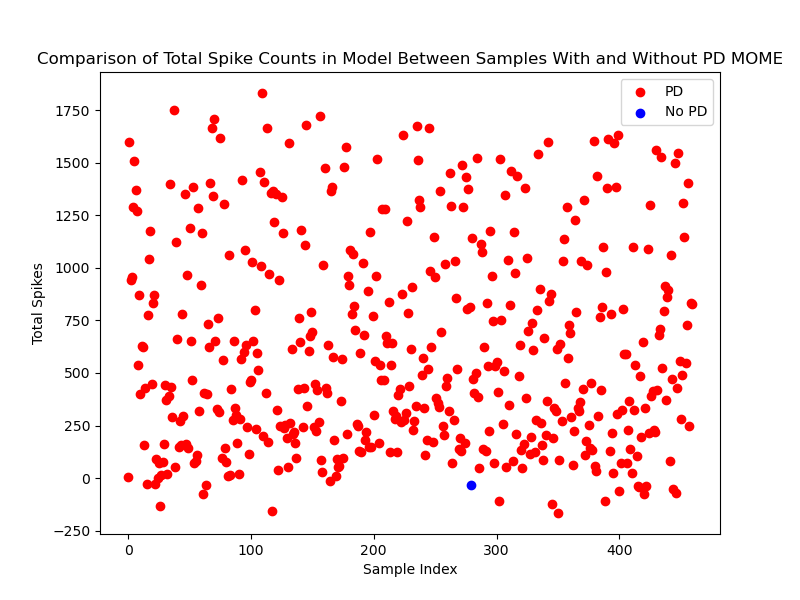 Comparison of Total Spike Counts in Model Between Samples With and Without PD MOME
PD
No PD
1750
1500
1250
1000
750
500
250
0
−250
Total Spikes
0 100 200 300 400
Sample Index